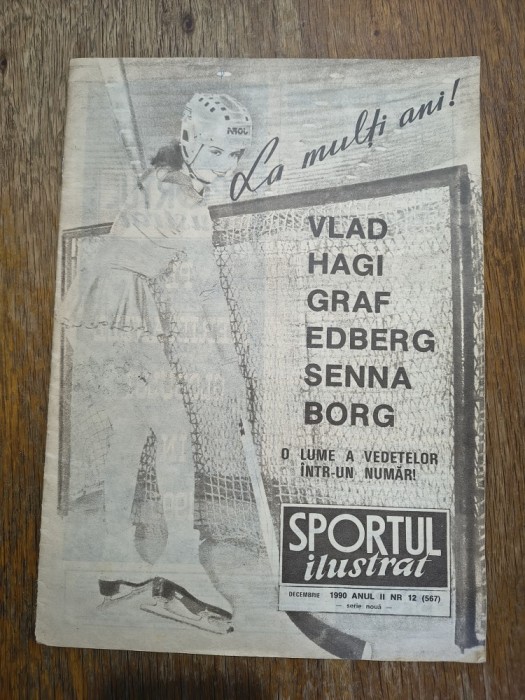 La mulți ani!
VLAD
HAGI
GRAF
EDBERG
SENNA
BORG
O LUME A VEDETELOR
ÎNTR-UN NUMĂR!
SPORTUL
ilustrat
DECEMBRIE 1990 ANUL II NR 12 (567)
— serie nouă —